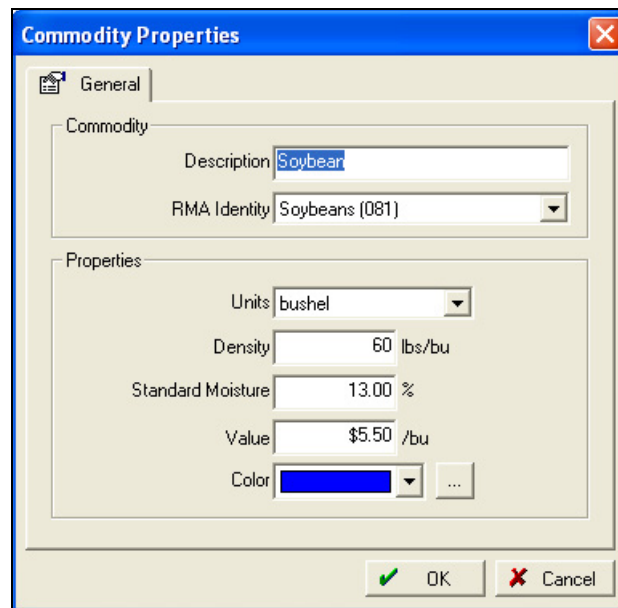 Commodity Properties
General
Commodity
Description Soybean
RMA Identity Soybeans (081)
Properties
Units bushel
Density 60 lbs/bu
Standard Moisture 13.00 %
Value $5.50 /bu
Color ...
OK Cancel